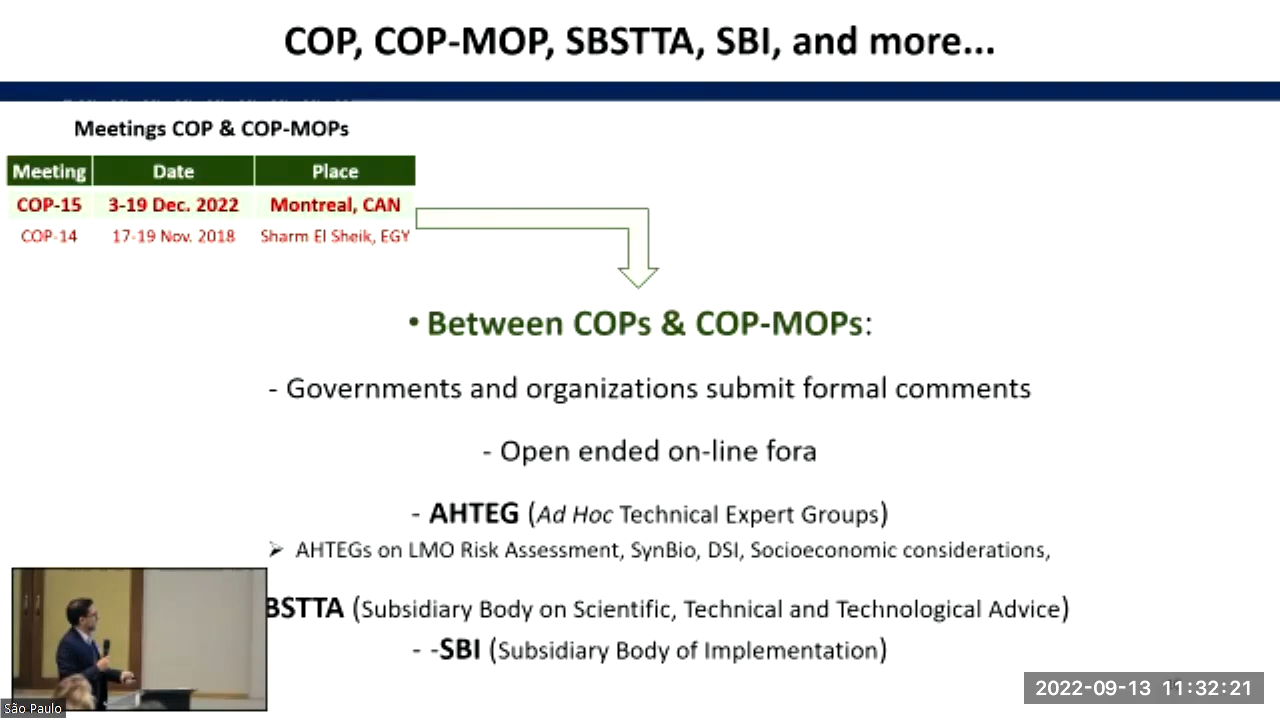 COP, COP-MOP, SBSTTA, SBI, and more...
Meetings COP & COP-MOPs
Meeting Date Place
COP-15 3-19 Dec. 2022 Montreal, CAN
COP-14 17-19 Nov. 2018 Sharm El Sheik, EGY
• Between COPs & COP-MOPs:
- Governments and organizations submit formal comments
- Open ended on-line fora
- AHTEG (Ad Hoc Technical Expert Groups)
➢ AHTEGs on LMO Risk Assessment, SynBio, DSI, Socioeconomic considerations,
BSTTA (Subsidiary Body on Scientific, Technical and Technological Advice)
- -SBI (Subsidiary Body of Implementation)
2022-09-13 11:32:21
São Paulo